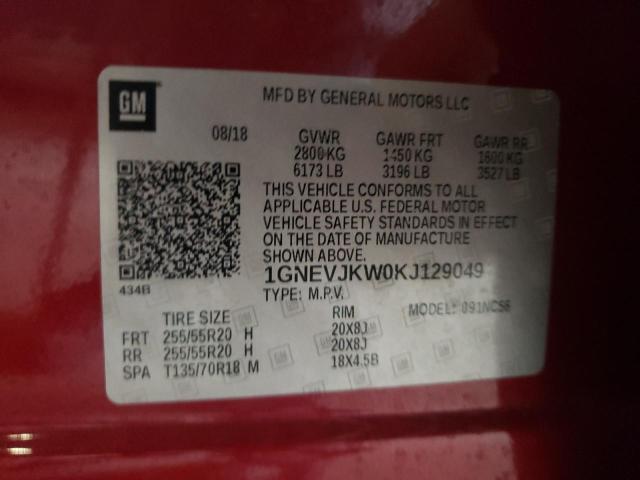 GM
MFD BY GENERAL MOTORS LLC
08/18 GVWR GAWR FRT GAWR RR
2800 KG 1450 KG 1600 KG
6173 LB 3196 LB 3527 LB
THIS VEHICLE CONFORMS TO ALL
APPLICABLE U.S. FEDERAL MOTOR
VEHICLE SAFETY STANDARDS IN EFFECT
ON THE DATE OF MANUFACTURE
SHOWN ABOVE.
434B 1GNEVJKW0KJ129049
TYPE: M.P.V. MODEL:
TIRE SIZE RIM
FRT 255/55R20 H 20X8J
RR 255/55R20 H 20X8J
SPA T135/70R18 M 18X4.5B